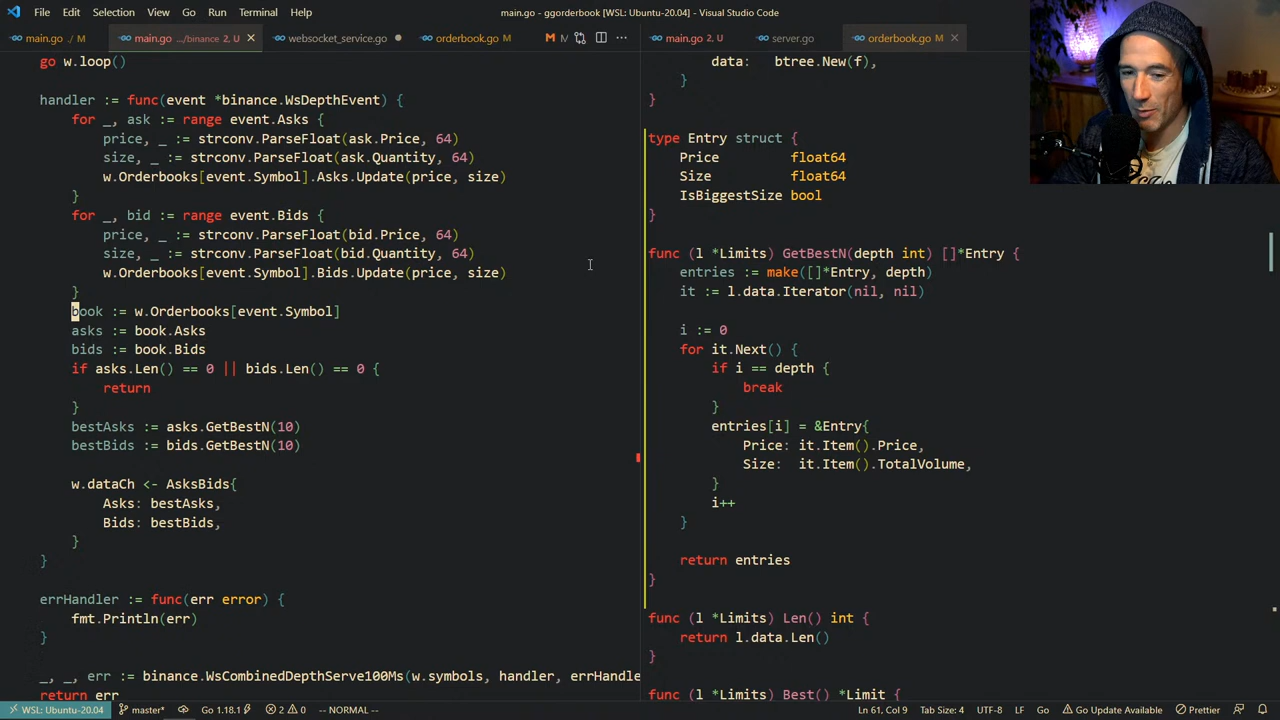 File Edit Selection View Go Run Terminal Help
main.go - ggorderbook [WSL: Ubuntu-20.04] - Visual Studio Code
main.go ./ M
main.go .../binance 2, U
websocket_service.go
orderbook.go M
main.go 2, U
server.go
orderbook.go M
go w.loop()
handler := func(event *binance.WsDepthEvent) {
for _, ask := range event.Asks {
price, _ := strconv.ParseFloat(ask.Price, 64)
size, _ := strconv.ParseFloat(ask.Quantity, 64)
w.Orderbooks[event.Symbol].Asks.Update(price, size)
}
for _, bid := range event.Bids {
price, _ := strconv.ParseFloat(bid.Price, 64)
size, _ := strconv.ParseFloat(bid.Quantity, 64)
w.Orderbooks[event.Symbol].Bids.Update(price, size)
}
book := w.Orderbooks[event.Symbol]
asks := book.Asks
bids := book.Bids
if asks.Len() == 0 || bids.Len() == 0 {
return
}
bestAsks := asks.GetBestN(10)
bestBids := bids.GetBestN(10)
w.dataCh <- AsksBids{
Asks: bestAsks,
Bids: bestBids,
}
}
errHandler := func(err error) {
fmt.Println(err)
}
_, _, err := binance.WsCombinedDepthServe100Ms(w.symbols, handler, errHandle
return err
data: btree.New(f),
}
}
type Entry struct {
Price float64
Size float64
IsBiggestSize bool
}
func (l *Limits) GetBestN(depth int) []*Entry {
entries := make([]*Entry, depth)
it := l.data.Iterator(nil, nil)
i := 0
for it.Next() {
if i == depth {
break
}
entries[i] = &Entry{
Price: it.Item().Price,
Size: it.Item().TotalVolume,
}
i++
}
return entries
}
func (l *Limits) Len() int {
return l.data.Len()
}
func (l *Limits) Best() *Limit {
WSL: Ubuntu-20.04 master* Go 1.18.1 2 0 -- NORMAL -- Ln 61, Col 9 Tab Size: 4 UTF-8 LF Go Go Update Available Prettier